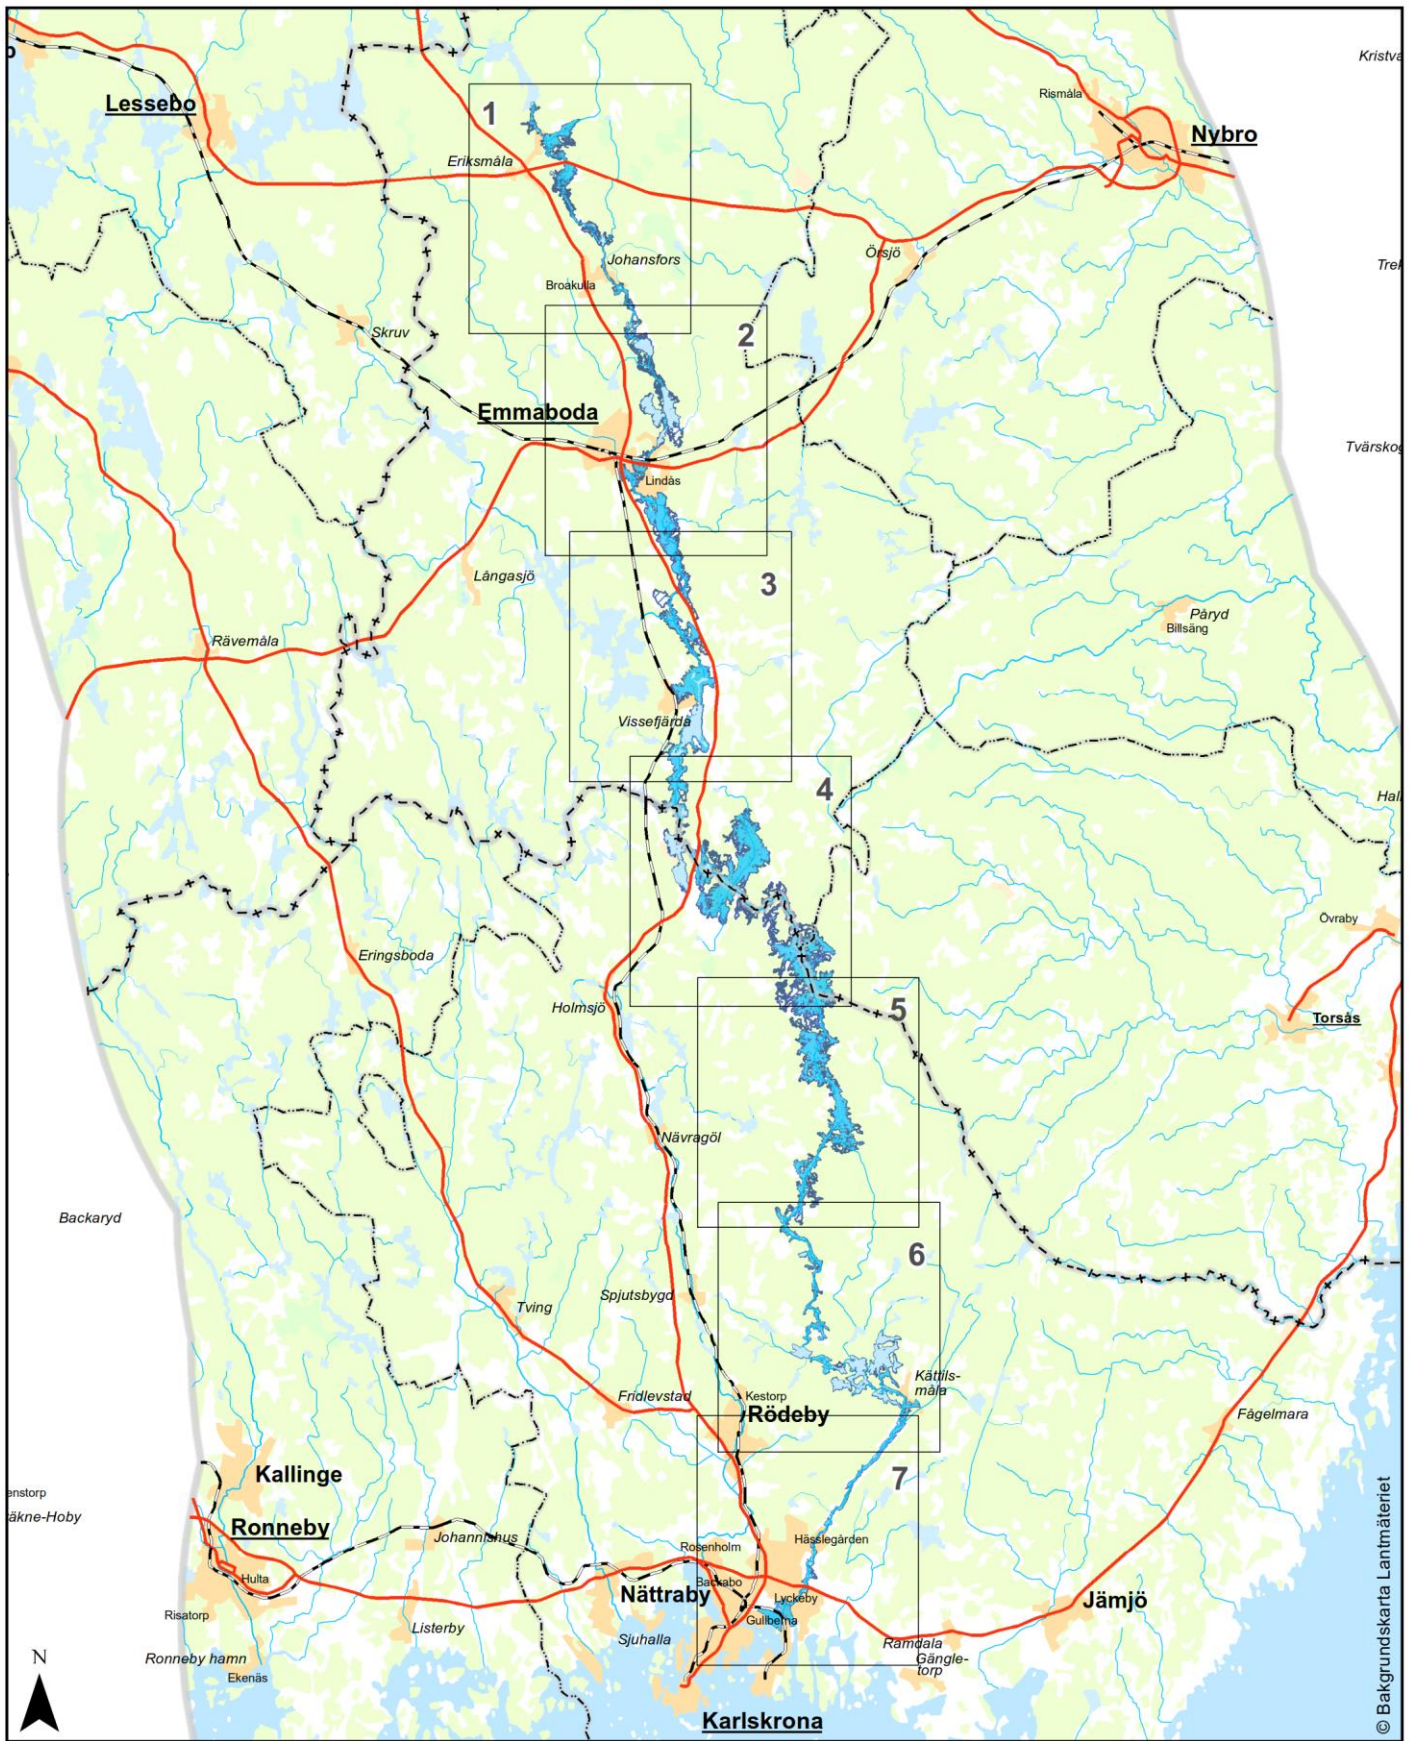 Kristva
Rismåla
Lessebo
1
Nybro
Eriksmåla
Örsjö
Johansfors
Trek
Broakulla
Skruv
2
Emmaboda
Tvärskog
Lindås
Långasjö
3
Påryd
Billsäng
Rävemåla
Vissefjärda
4
Hal
Övraby
Eringsboda
Holmsjö
5
Torsås
Nävragöl
Backaryd
6
Spjutsbygd
Tving
Kättils-
måla
Fridlevstad
Kestorp
Rödeby
Fågelmara
Kallinge
7
enstorp
äkne-Hoby
Ronneby
Johannishus
Hässlegården
Rosenholm
Hulta
Backabo
Nättraby
Lyckeby
Jämjö
Risatorp
Gullberna
Listerby
Sjuhalla
Ramdala
N
Ronneby hamn
Gängle-
torp
Ekenäs
Karlskrona
© Bakgrundskarta Lantmäteriet